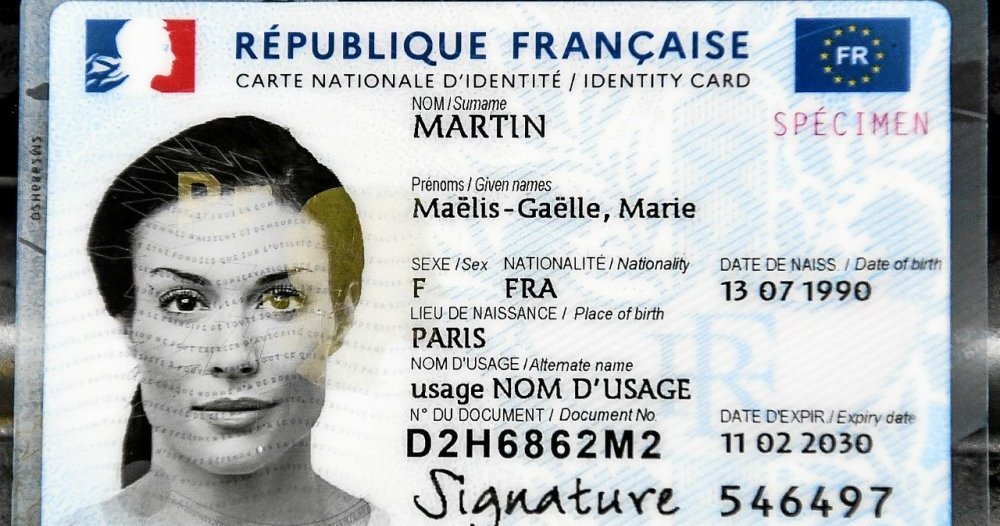 RÉPUBLIQUE FRANÇAISE
FR
CARTE NATIONALE D'IDENTITÉ / IDENTITY CARD
NOM / Surname
MARTIN
SPÉCIMEN
Prénoms / Given names
Maëlis-Gaëlle, Marie
SEXE / Sex NATIONALITÉ / Nationality DATE DE NAISS. / Date of birth
F FRA 13 07 1990
LIEU DE NAISSANCE / Place of birth
PARIS
NOM D'USAGE / Alternate name
usage NOM D'USAGE
N° DU DOCUMENT / Document No DATE D'EXPIR. / Expiry date
D2H6862M2 11 02 2030
Signature 546497